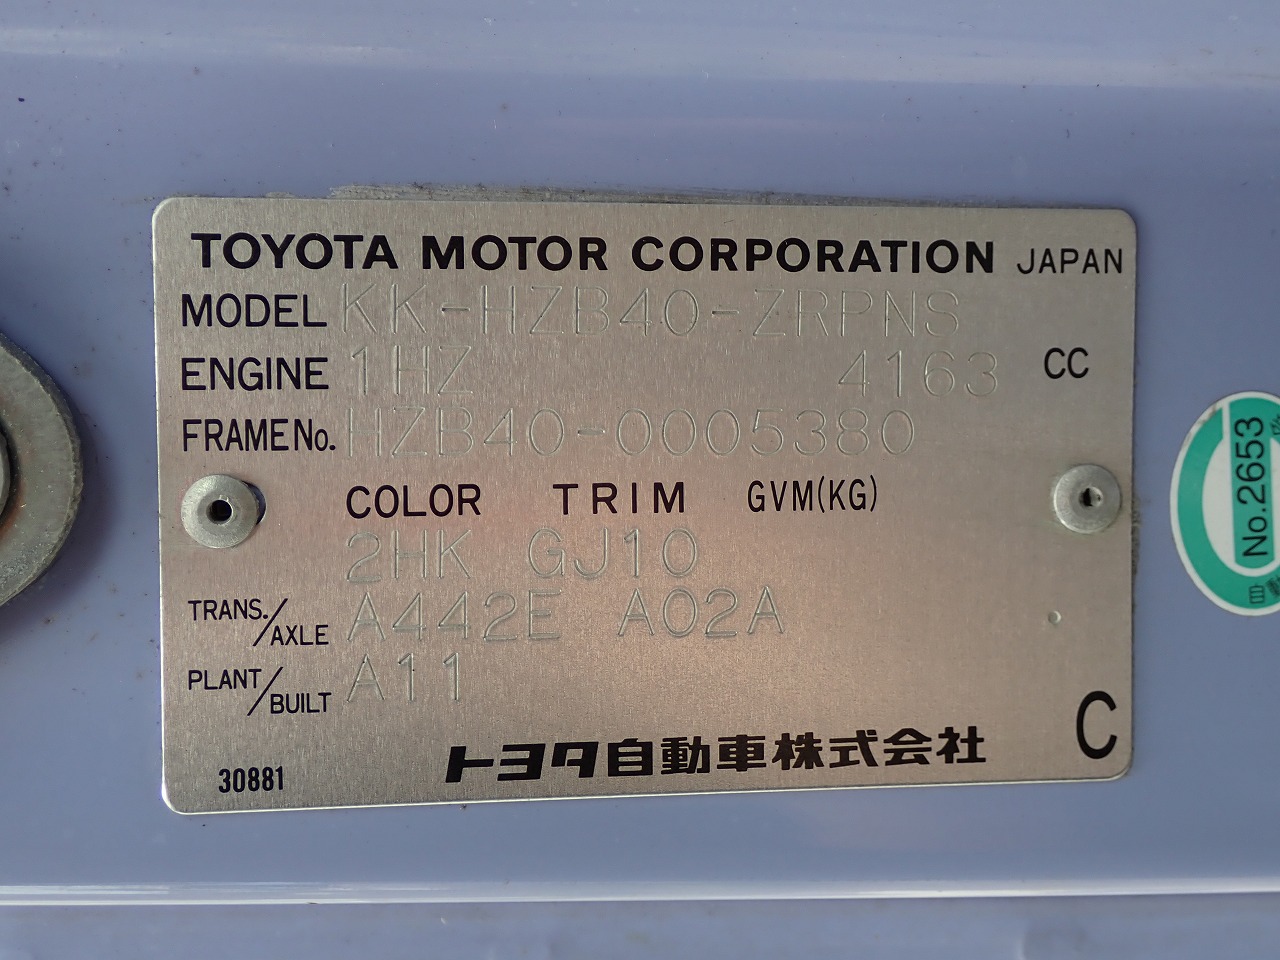 TOYOTA MOTOR CORPORATION JAPAN
MODEL KK-HZB40-ZRPNS
ENGINE 1HZ 4163 CC
FRAME No. HZB40-0005380
COLOR TRIM GVM(KG)
2HK GJ10
TRANS./AXLE A442E A02A
PLANT/BUILT A11
C
30881 トヨタ自動車株式会社
No.2653